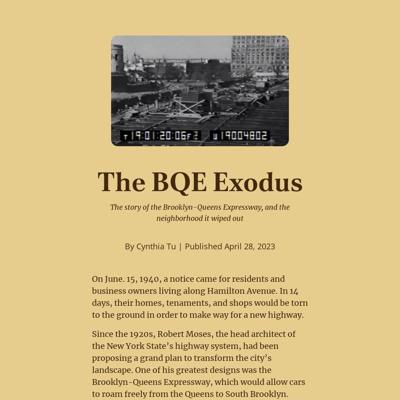 T 19:01:20:06F2 W 19004802
The BQE Exodus
The story of the Brooklyn-Queens Expressway, and the
neighborhood it wiped out
By Cynthia Tu | Published April 28, 2023
On June. 15, 1940, a notice came for residents and
business owners living along Hamilton Avenue. In 14
days, their homes, tenaments, and shops would be torn
to the ground in order to make way for a new highway.
Since the 1920s, Robert Moses, the head architect of
the New York State's highway system, had been
proposing a grand plan to transform the city's
landscape. One of his greatest designs was the
Brooklyn-Queens Expressway, which would allow cars
to roam freely from the Queens to South Brooklyn.